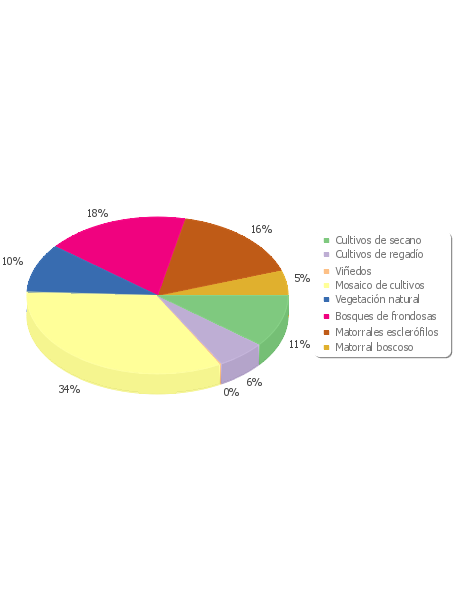 18%
16%
10%
5%
11%
6%
0%
34%
Cultivos de secano
Cultivos de regadío
Viñedos
Mosaico de cultivos
Vegetación natural
Bosques de frondosas
Matorrales esclerófilos
Matorral boscoso